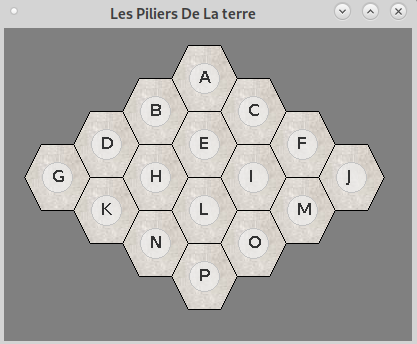 Les Piliers De La terre
A
B C
D E F
G H I J
K L M
N O
P